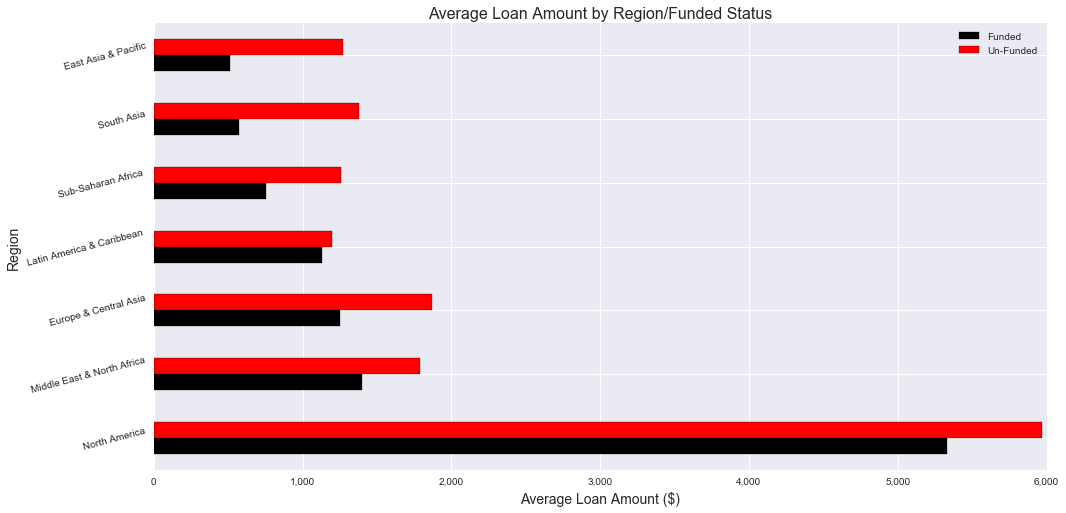 Average Loan Amount by Region/Funded Status
Funded
Un-Funded
Region
East Asia & Pacific
South Asia
Sub-Saharan Africa
Latin America & Caribbean
Europe & Central Asia
Middle East & North Africa
North America
0 1,000 2,000 3,000 4,000 5,000 6,000
Average Loan Amount ($)